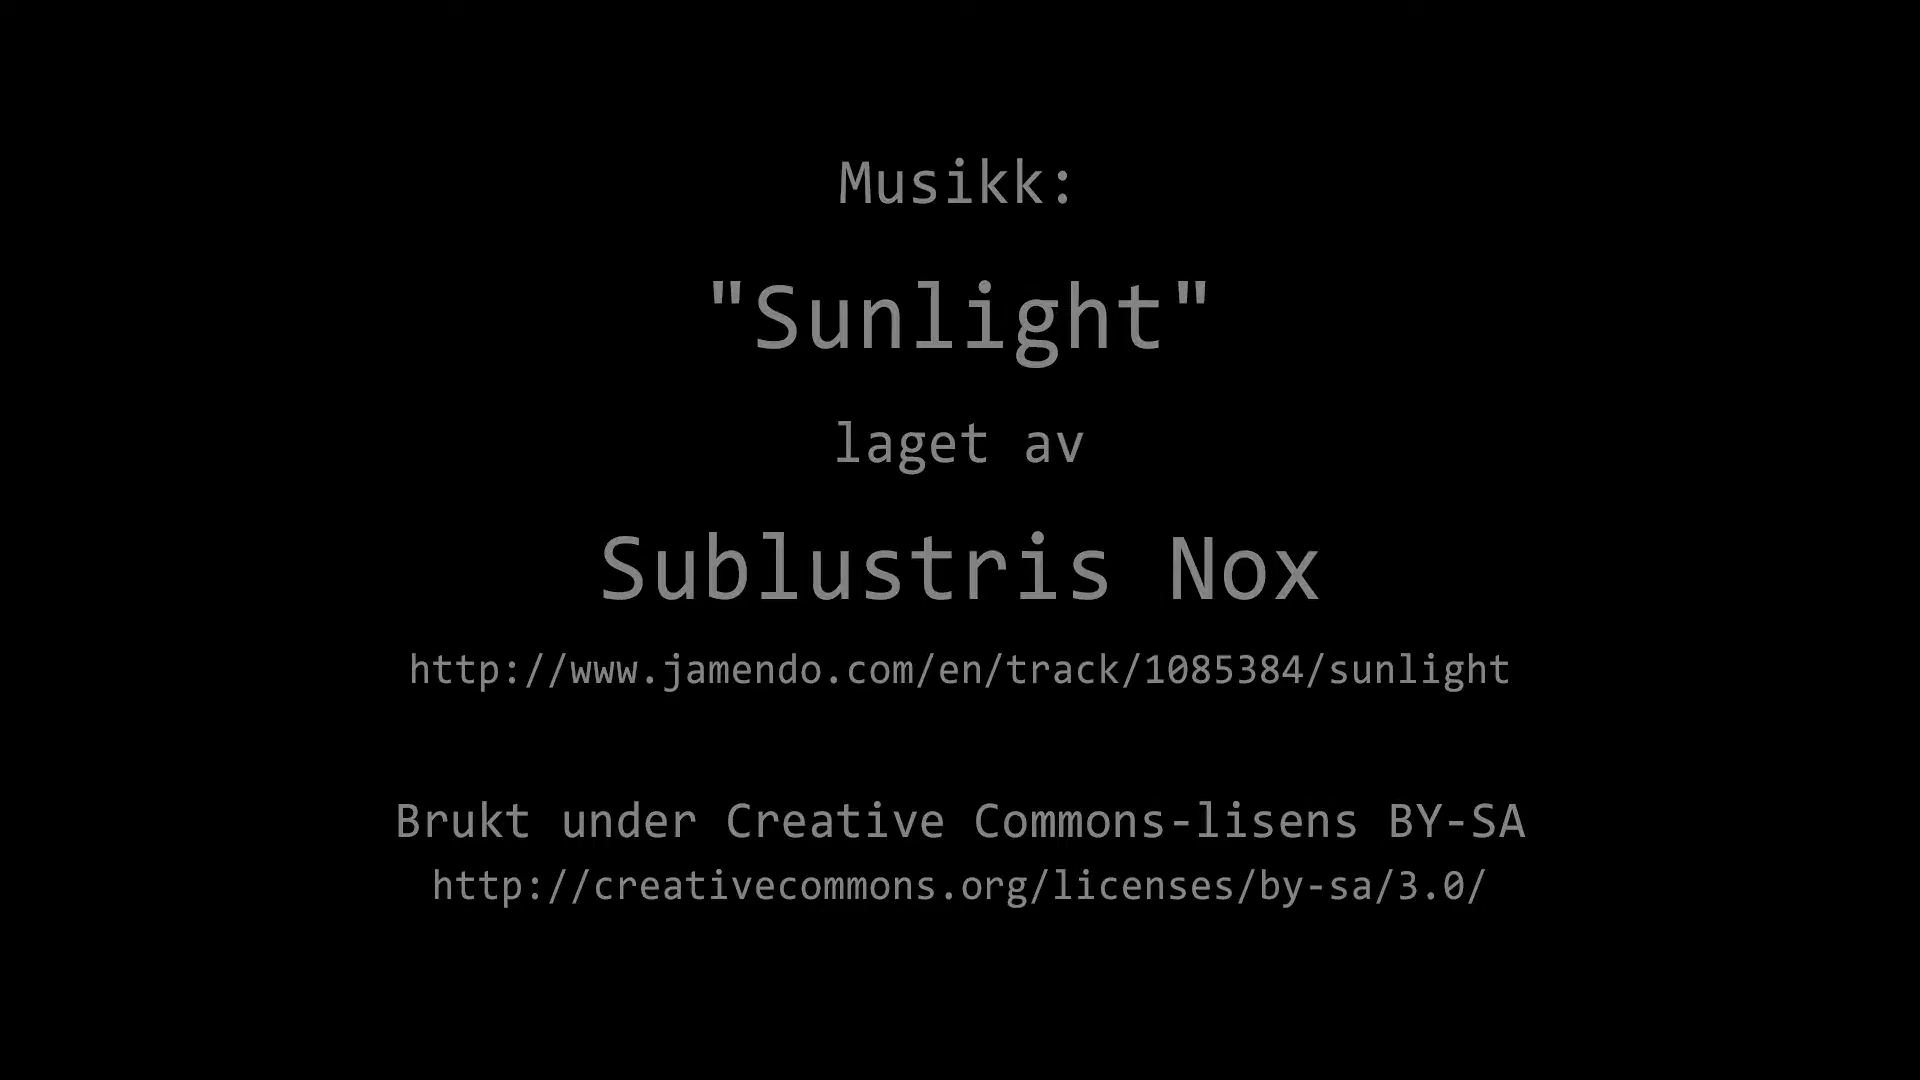 Musikk:
"Sunlight"
laget av
Sublustris Nox
http://www.jamendo.com/en/track/1085384/sunlight
Brukt under Creative Commons-lisens BY-SA
http://creativecommons.org/licenses/by-sa/3.0/